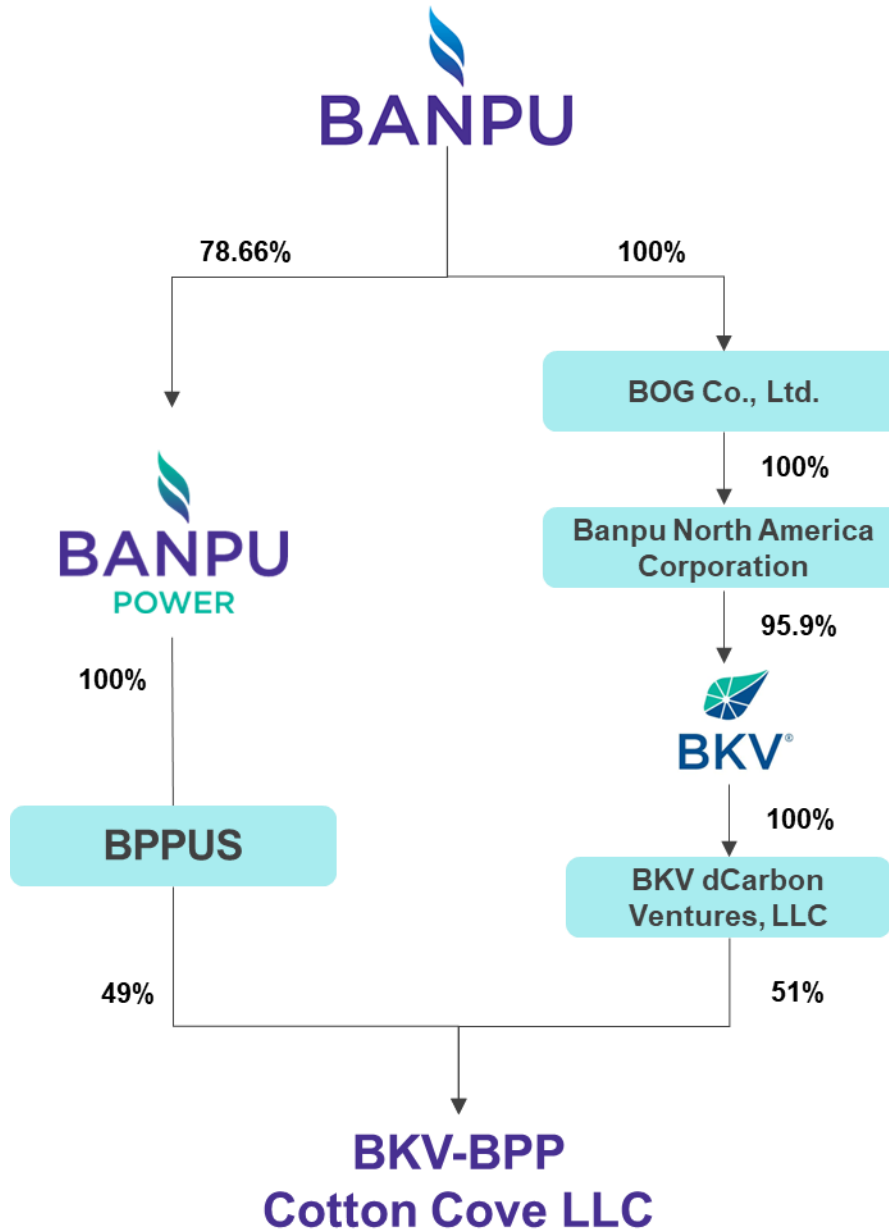 BANPU
78.66%
100%
BOG Co., Ltd.
100%
Banpu North America
Corporation
BANPU
POWER
95.9%
100%
BKV®
100%
BPPUS
BKV dCarbon
Ventures, LLC
49%
51%
BKV-BPP
Cotton Cove LLC